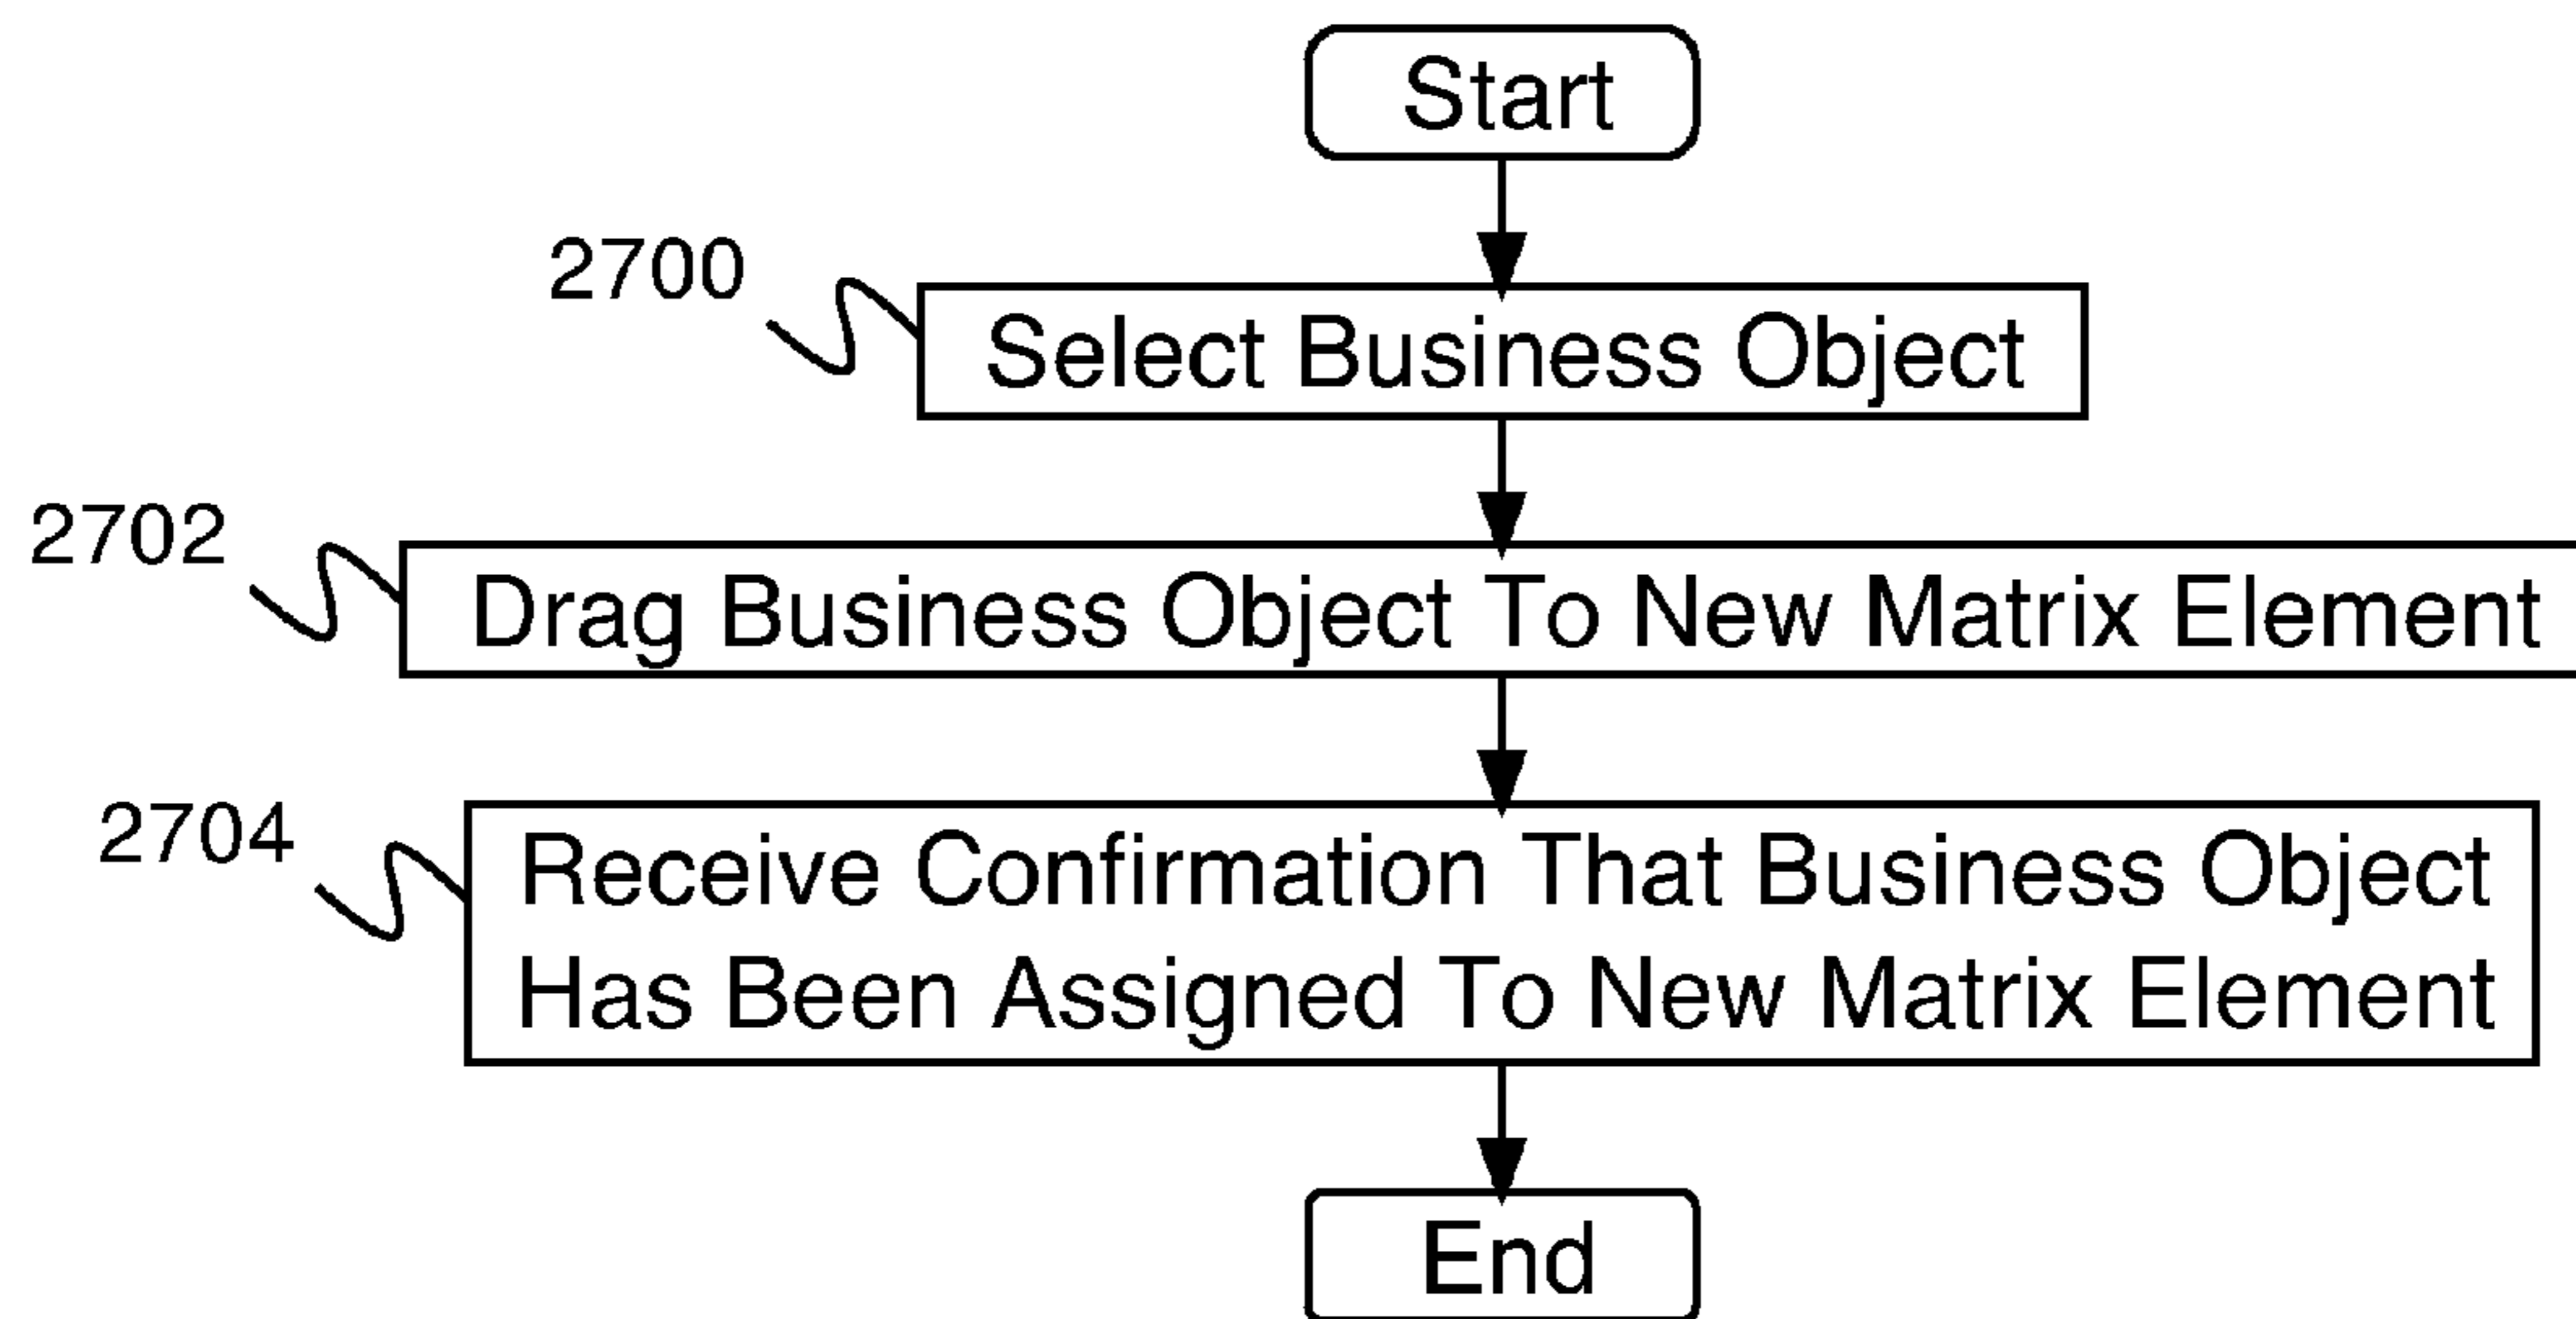 Start
2700
Select Business Object
2702
Drag Business Object To New Matrix Element
2704
Receive Confirmation That Business Object
Has Been Assigned To New Matrix Element
End